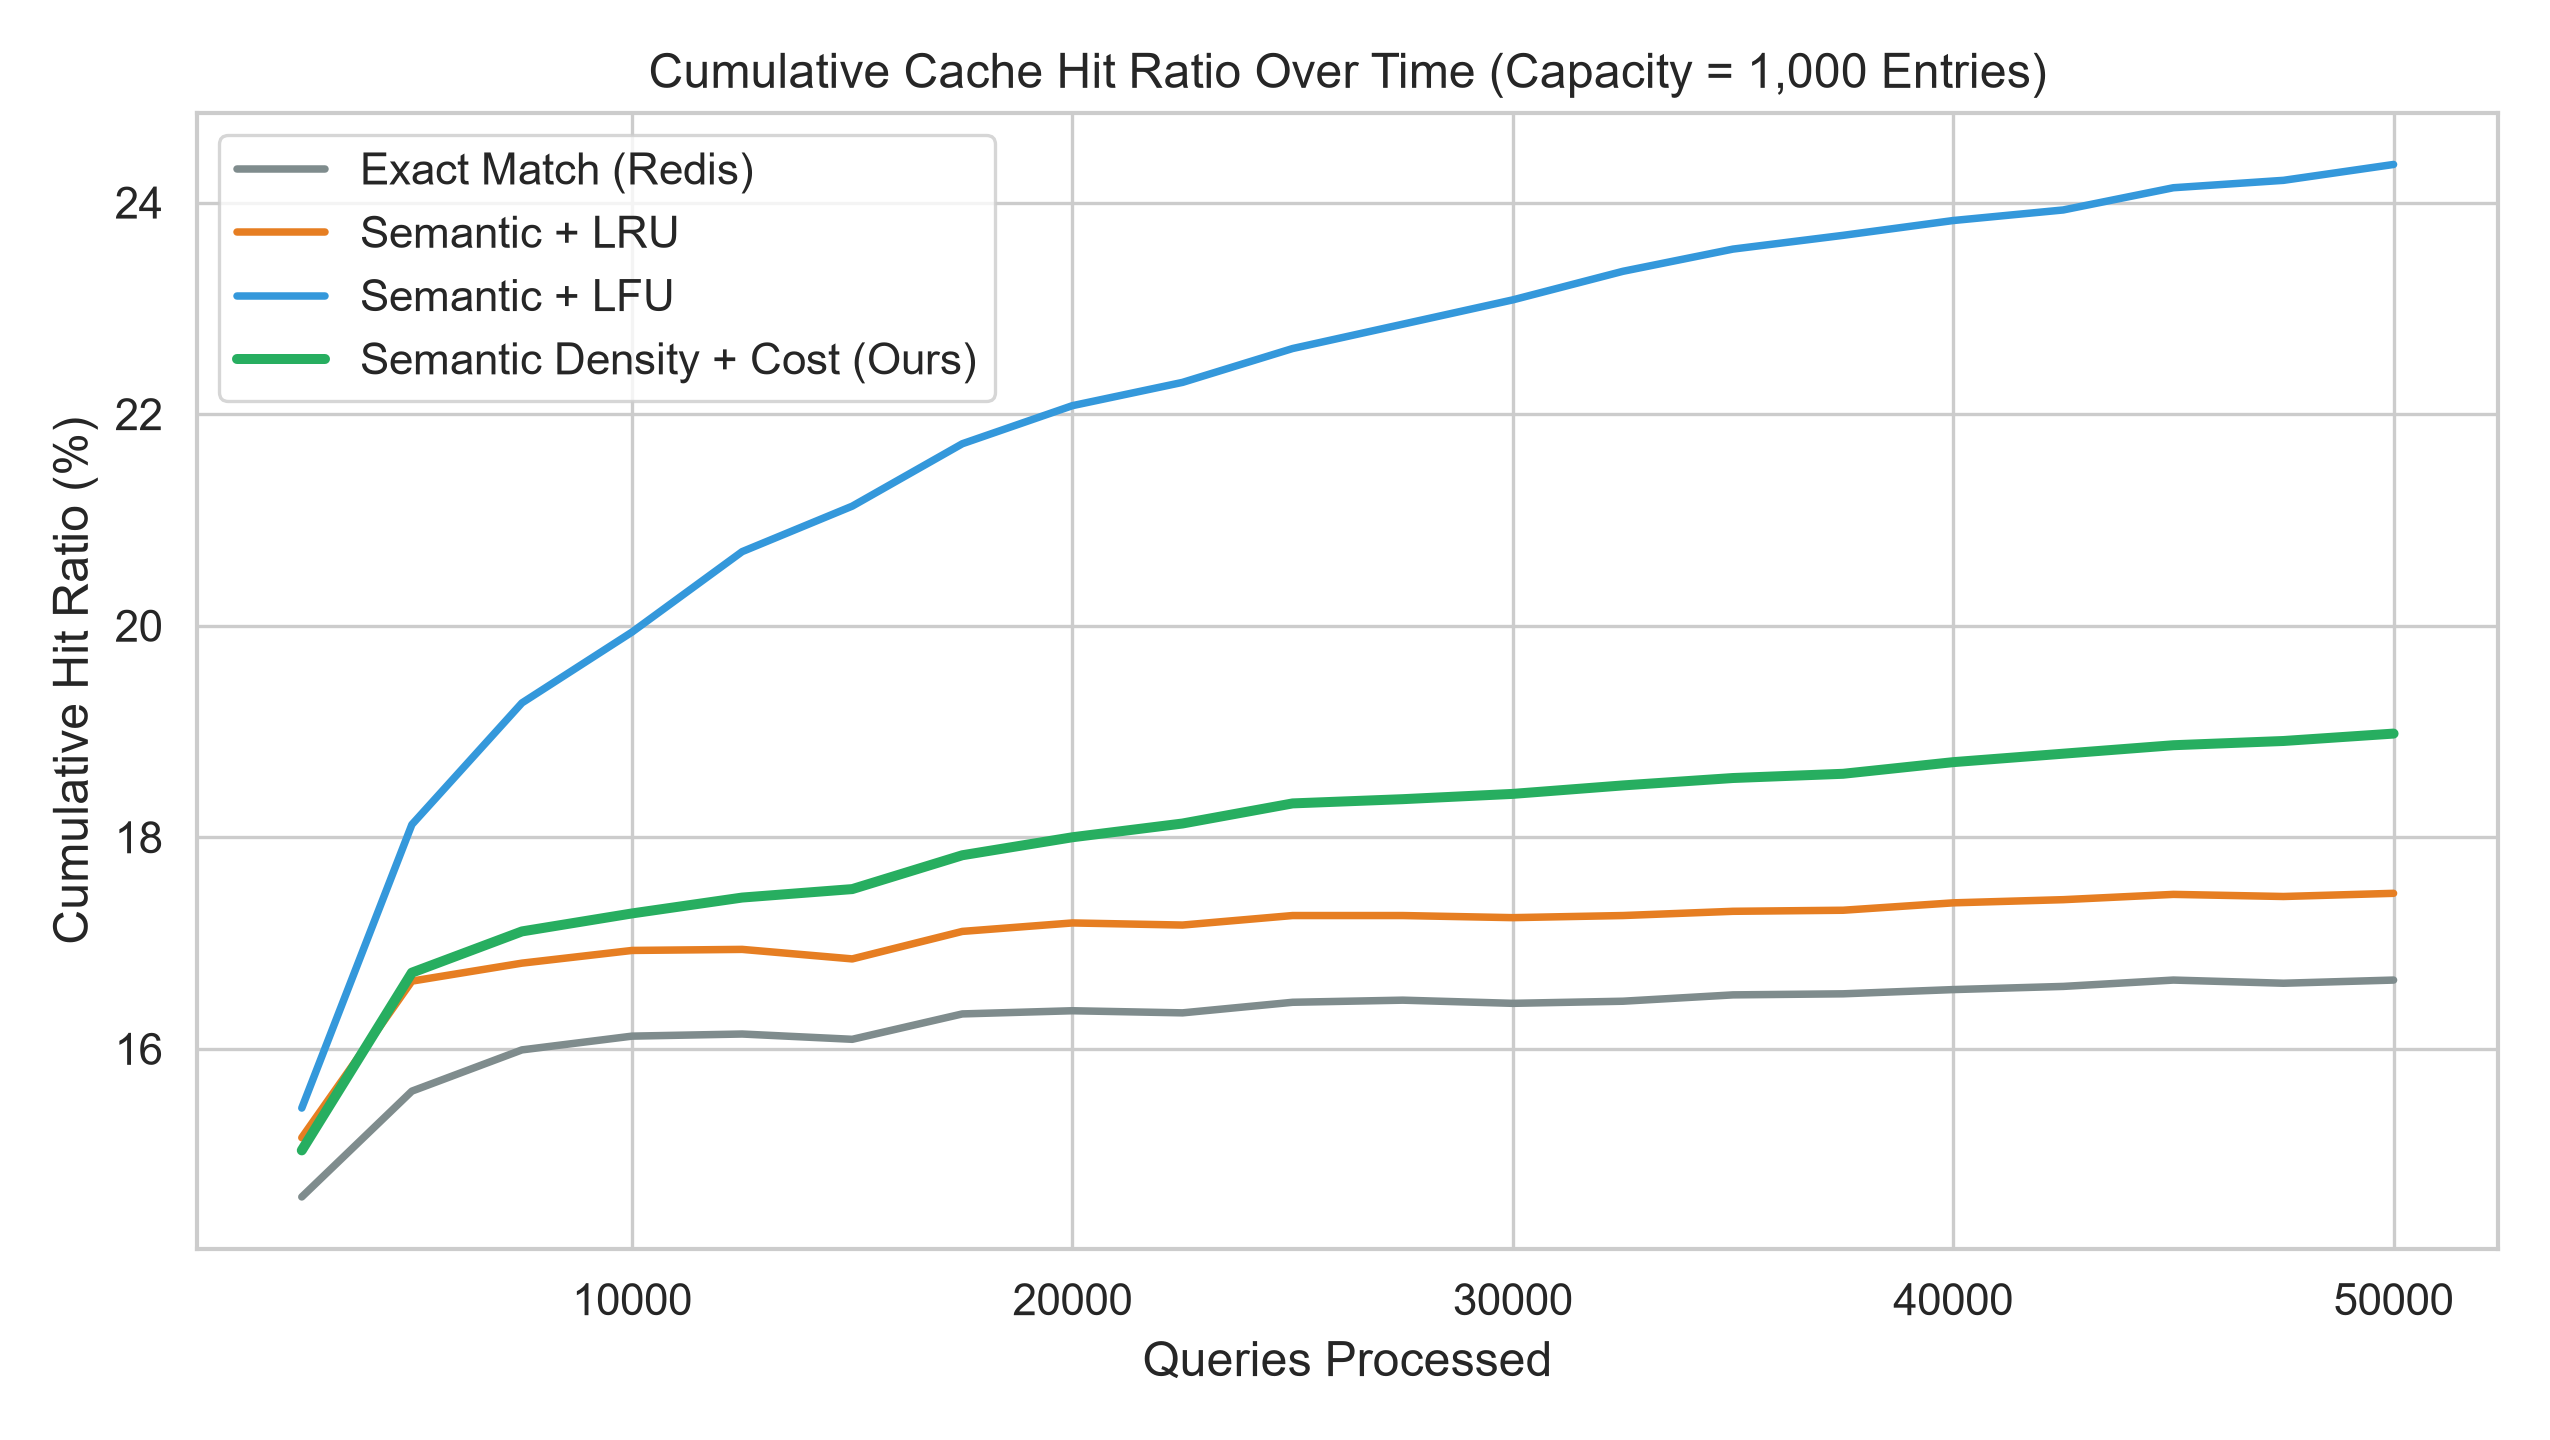 Cumulative Cache Hit Ratio Over Time (Capacity = 1,000 Entries)
Exact Match (Redis)
Semantic + LRU
Semantic + LFU
Semantic Density + Cost (Ours)
Cumulative Hit Ratio (%)
24
22
20
18
16
10000 20000 30000 40000 50000
Queries Processed